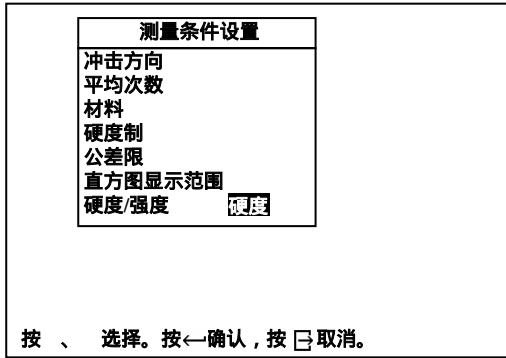 测量条件设置
冲击方向
平均次数
材料
硬度制
公差限
直方图显示范围
硬度/强度 硬度
按 、 选择。按←确认，按 取消。